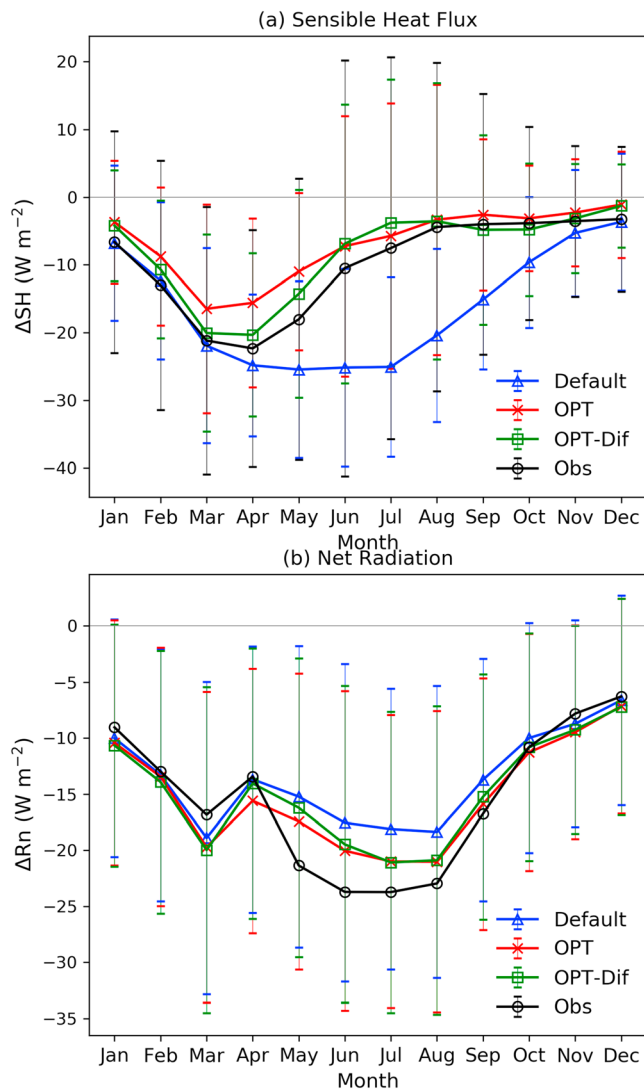 (a) Sensible Heat Flux
20
10
0
−10
−20
−30
−40
ΔSH (W m⁻²)
Default
OPT
OPT-Dif
Obs
Jan Feb Mar Apr May Jun Jul Aug Sep Oct Nov Dec
Month
(b) Net Radiation
0
−5
−10
−15
−20
−25
−30
−35
ΔRn (W m⁻²)
Default
OPT
OPT-Dif
Obs
Jan Feb Mar Apr May Jun Jul Aug Sep Oct Nov Dec
Month